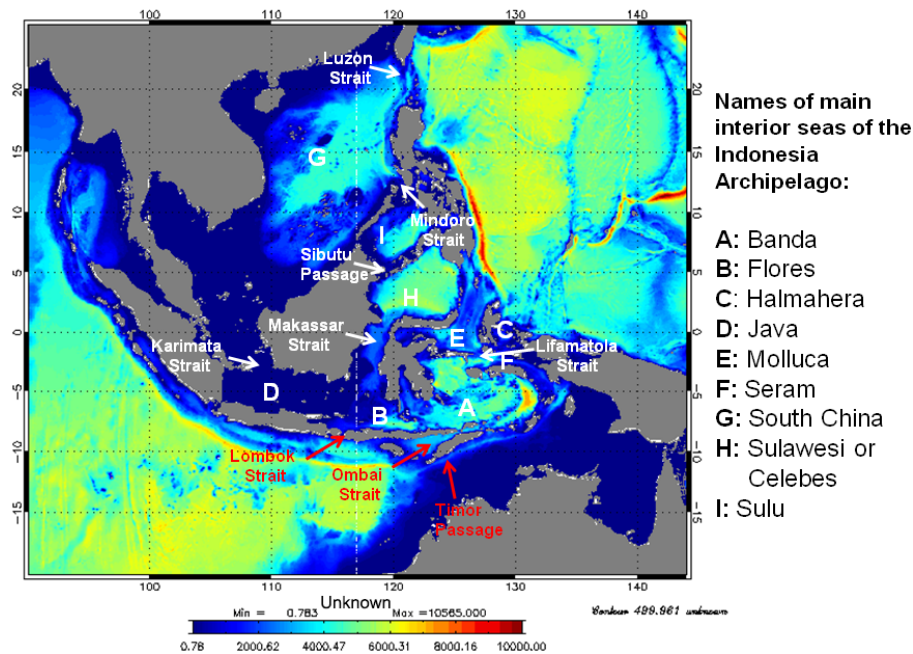 100 110 120 130 140
Luzon
Strait
20 20
15 15
G
10 10
Mindoro
Strait
I
Sibutu
Passage
5 5
H
Makassar
Strait
E
C
0 0
Karimata
Strait
Lifamatola
Strait
F
D
-5 -5
A
B
Lombok
Strait
Ombai
Strait
-10 -10
Timor
Passage
-15 -15
100 110 120 130 140
Unknown
Min = 0.783 Max =10565.000
Contour 499.961 unknown
0.78 2000.62 4000.47 6000.31 8000.16 10000.00
Names of main
interior seas of the
Indonesia
Archipelago:
A: Banda
B: Flores
C: Halmahera
D: Java
E: Molluca
F: Seram
G: South China
H: Sulawesi or
Celebes
I: Sulu